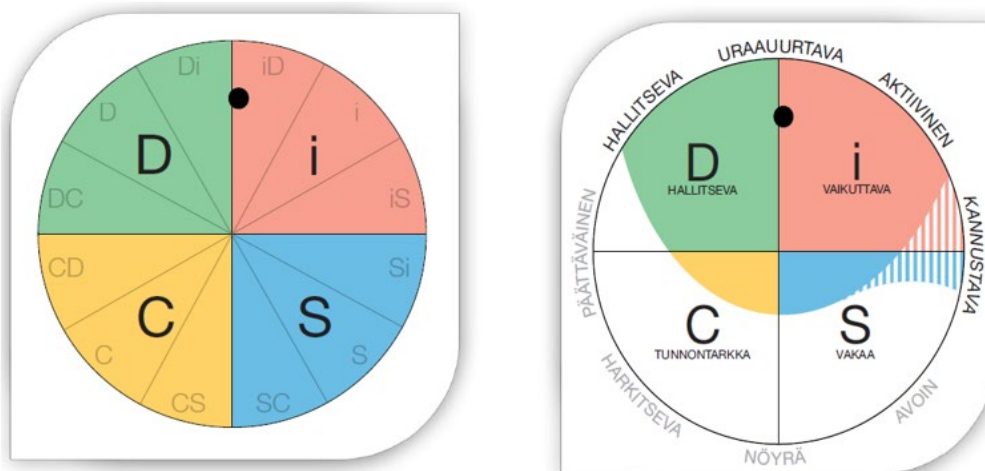 Di
iD
D
i
D
i
DC
iS
CD
Si
C
S
C
S
CS
SC
URAAUURTAVA
HALLITSEVA
AKTIIVINEN
D
HALLITSEVA
i
VAIKUTTAVA
PÄÄTTÄVÄINEN
KANNUSTAVA
C
TUNNONTARKKA
S
VAKAA
HARKITSEVA
AVOIN
NÖYRÄ